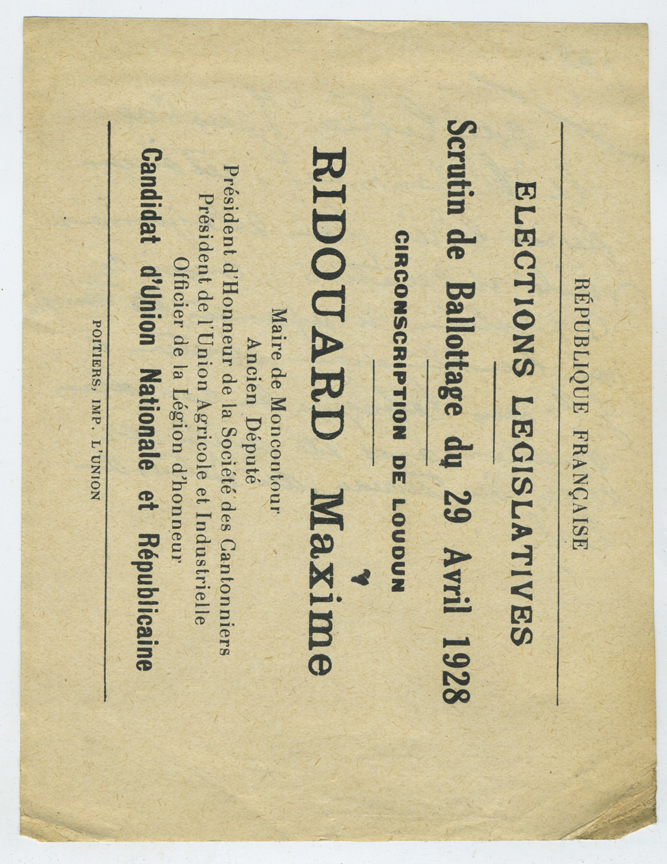 RÉPUBLIQUE FRANÇAISE
ELECTIONS LEGISLATIVES
Scrutin de Ballottage du 29 Avril 1928
CIRCONSCRIPTION DE LOUDUN
RIDOUARD Maxime
Maire de Moncontour
Ancien Député
Président d'Honneur de la Société des Cantonniers
Président de l'Union Agricole et Industrielle
Officier de la Légion d'honneur
Candidat d'Union Nationale et Républicaine
POITIERS, IMP. L'UNION